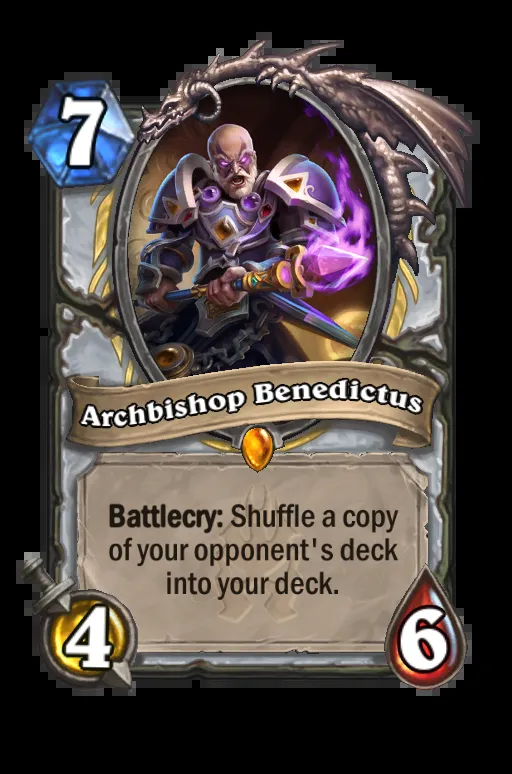 7
Archbishop Benedictus
Battlecry: Shuffle a copy
of your opponent's deck
into your deck.
4
6